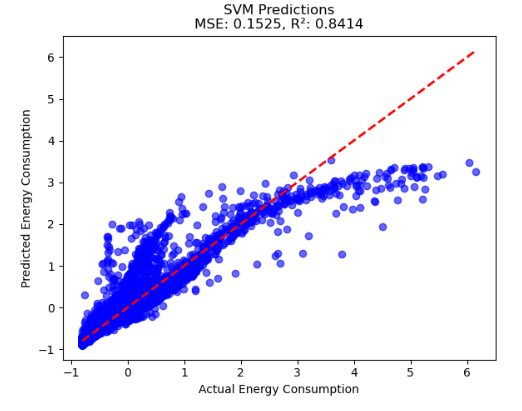 SVM Predictions
MSE: 0.1525, R²: 0.8414
Predicted Energy Consumption
6
5
4
3
2
1
0
−1
−1 0 1 2 3 4 5 6
Actual Energy Consumption